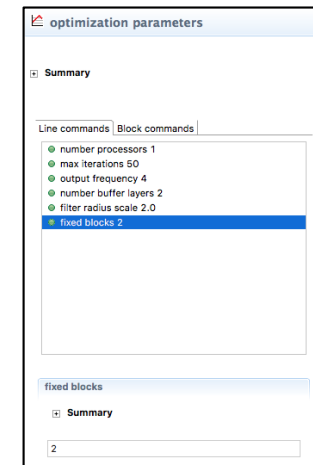 optimization parameters
Summary
Line commands Block commands
number processors 1
max iterations 50
output frequency 4
number buffer layers 2
filter radius scale 2.0
fixed blocks 2
fixed blocks
Summary
2